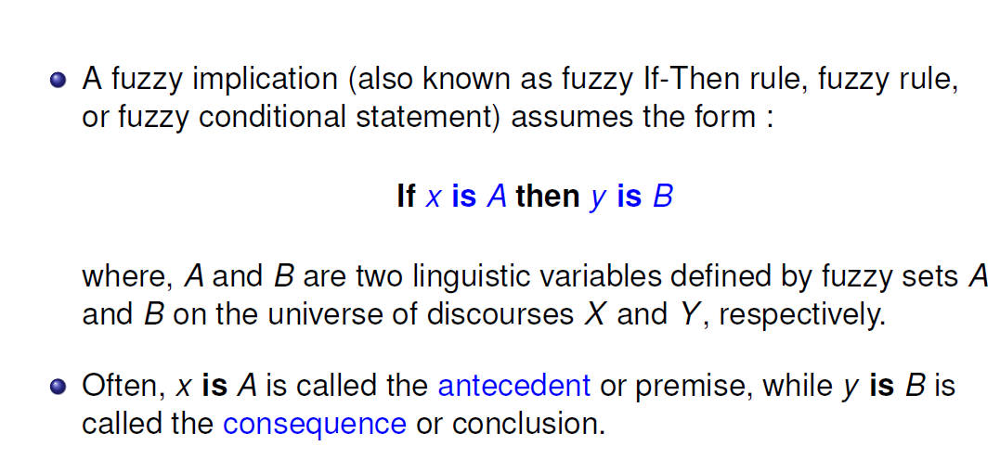 A fuzzy implication (also known as fuzzy If-Then rule, fuzzy rule,
or fuzzy conditional statement) assumes the form :
If x is A then y is B
where, A and B are two linguistic variables defined by fuzzy sets A
and B on the universe of discourses X and Y, respectively.
Often, x is A is called the antecedent or premise, while y is B is
called the consequence or conclusion.